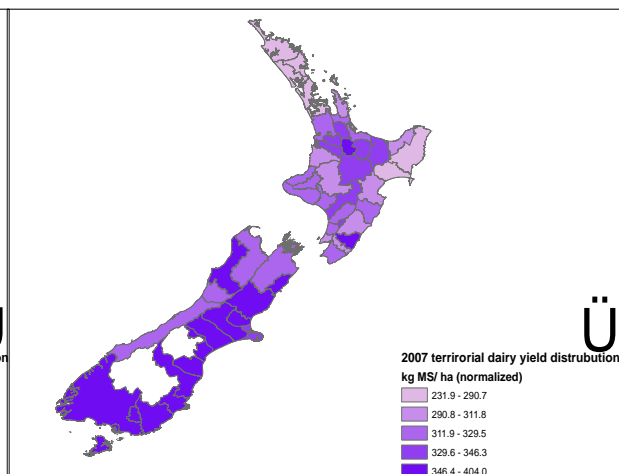 Ü
2007 terrirorial dairy yield distrubution
kg MS/ ha (normalized)
231.9 - 290.7
290.8 - 311.8
311.9 - 329.5
329.6 - 346.3
346.4 - 404.0